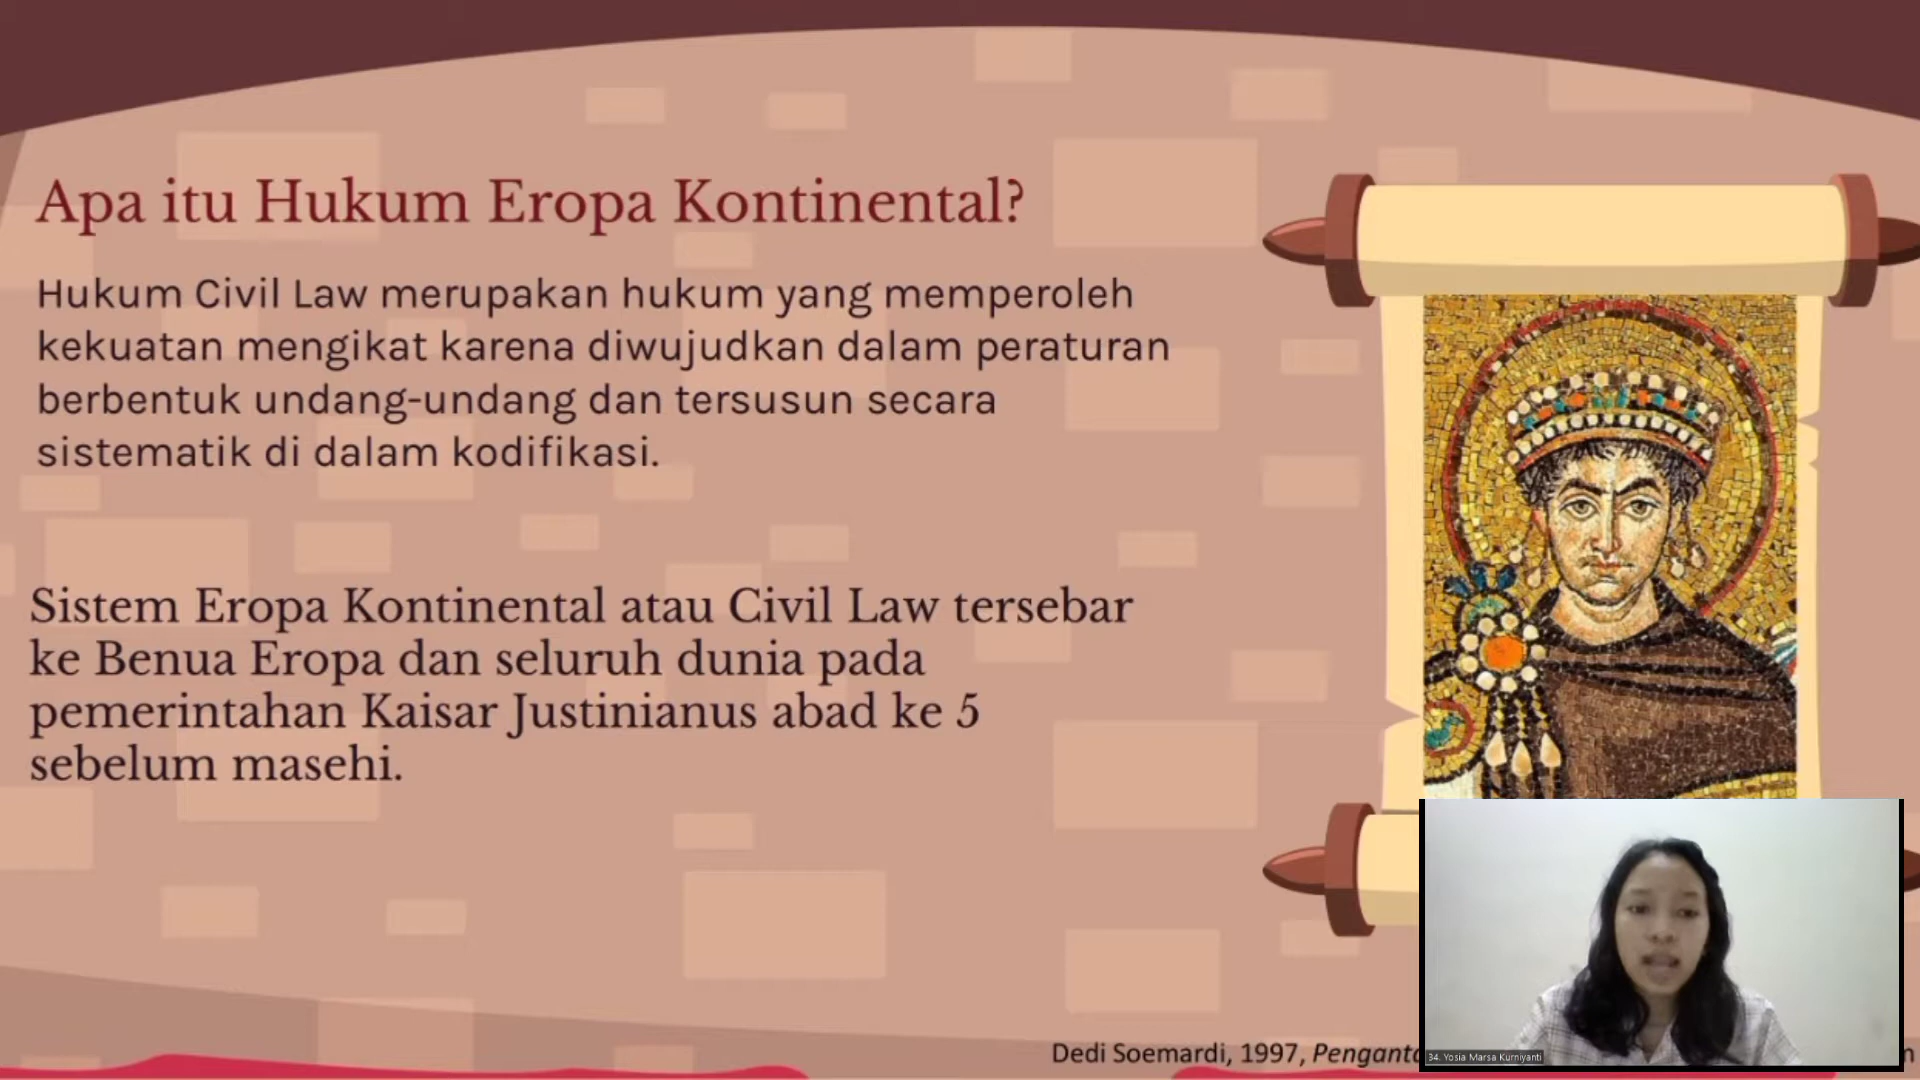 Apa itu Hukum Eropa Kontinental?
Hukum Civil Law merupakan hukum yang memperoleh
kekuatan mengikat karena diwujudkan dalam peraturan
berbentuk undang-undang dan tersusun secara
sistematik di dalam kodifikasi.
Sistem Eropa Kontinental atau Civil Law tersebar
ke Benua Eropa dan seluruh dunia pada
pemerintahan Kaisar Justinianus abad ke 5
sebelum masehi.
Dedi Soemardi, 1997,
34. Yosia Marsa Kurniyanti